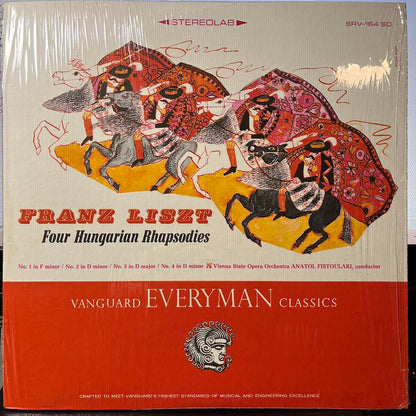 STEREOLAB
SRV-164 SD
FRANZ LISZT
Four Hungarian Rhapsodies
No. 1 in F minor / No. 2 in D minor / No. 3 in D major / No. 4 in D minor Vienna State Opera Orchestra ANATOL FISTOULARI, conductor
VANGUARD EVERYMAN CLASSICS
CRAFTED TO MEET VANGUARD'S HIGHEST STANDARDS OF MUSICAL AND ENGINEERING EXCELLENCE